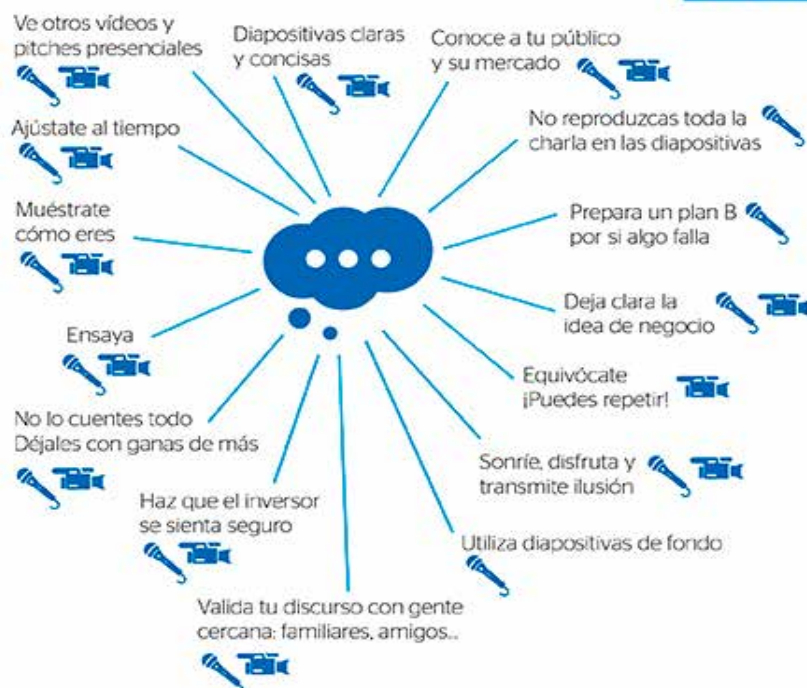 Ve otros vídeos y
pitches presenciales
Diapositivas claras
y concisas
Conoce a tu público
y su mercado
No reproduzcas toda la
charla en las diapositivas
Ajústate al tiempo
Muéstrate
cómo eres
Prepara un plan B
por si algo falla
Deja clara la
idea de negocio
Ensaya
Equivócate
¡Puedes repetir!
No lo cuentes todo
Déjales con ganas de más
Sonríe, disfruta y
transmite ilusión
Haz que el inversor
se sienta seguro
Utiliza diapositivas de fondo
Valida tu discurso con gente
cercana: familiares, amigos...